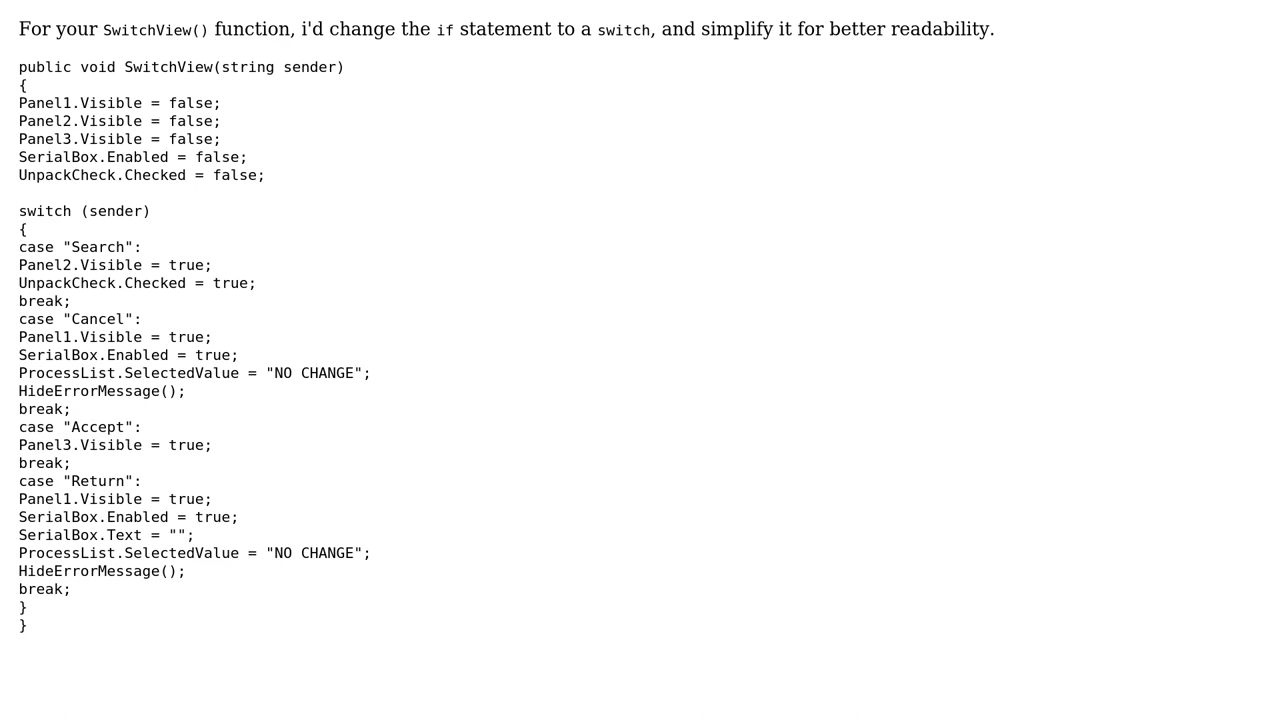 For your SwitchView() function, i'd change the if statement to a switch, and simplify it for better readability.
public void SwitchView(string sender)
{
Panel1.Visible = false;
Panel2.Visible = false;
Panel3.Visible = false;
SerialBox.Enabled = false;
UnpackCheck.Checked = false;
switch (sender)
{
case "Search":
Panel2.Visible = true;
UnpackCheck.Checked = true;
break;
case "Cancel":
Panel1.Visible = true;
SerialBox.Enabled = true;
ProcessList.SelectedValue = "NO CHANGE";
HideErrorMessage();
break;
case "Accept":
Panel3.Visible = true;
break;
case "Return":
Panel1.Visible = true;
SerialBox.Enabled = true;
SerialBox.Text = "";
ProcessList.SelectedValue = "NO CHANGE";
HideErrorMessage();
break;
}
}